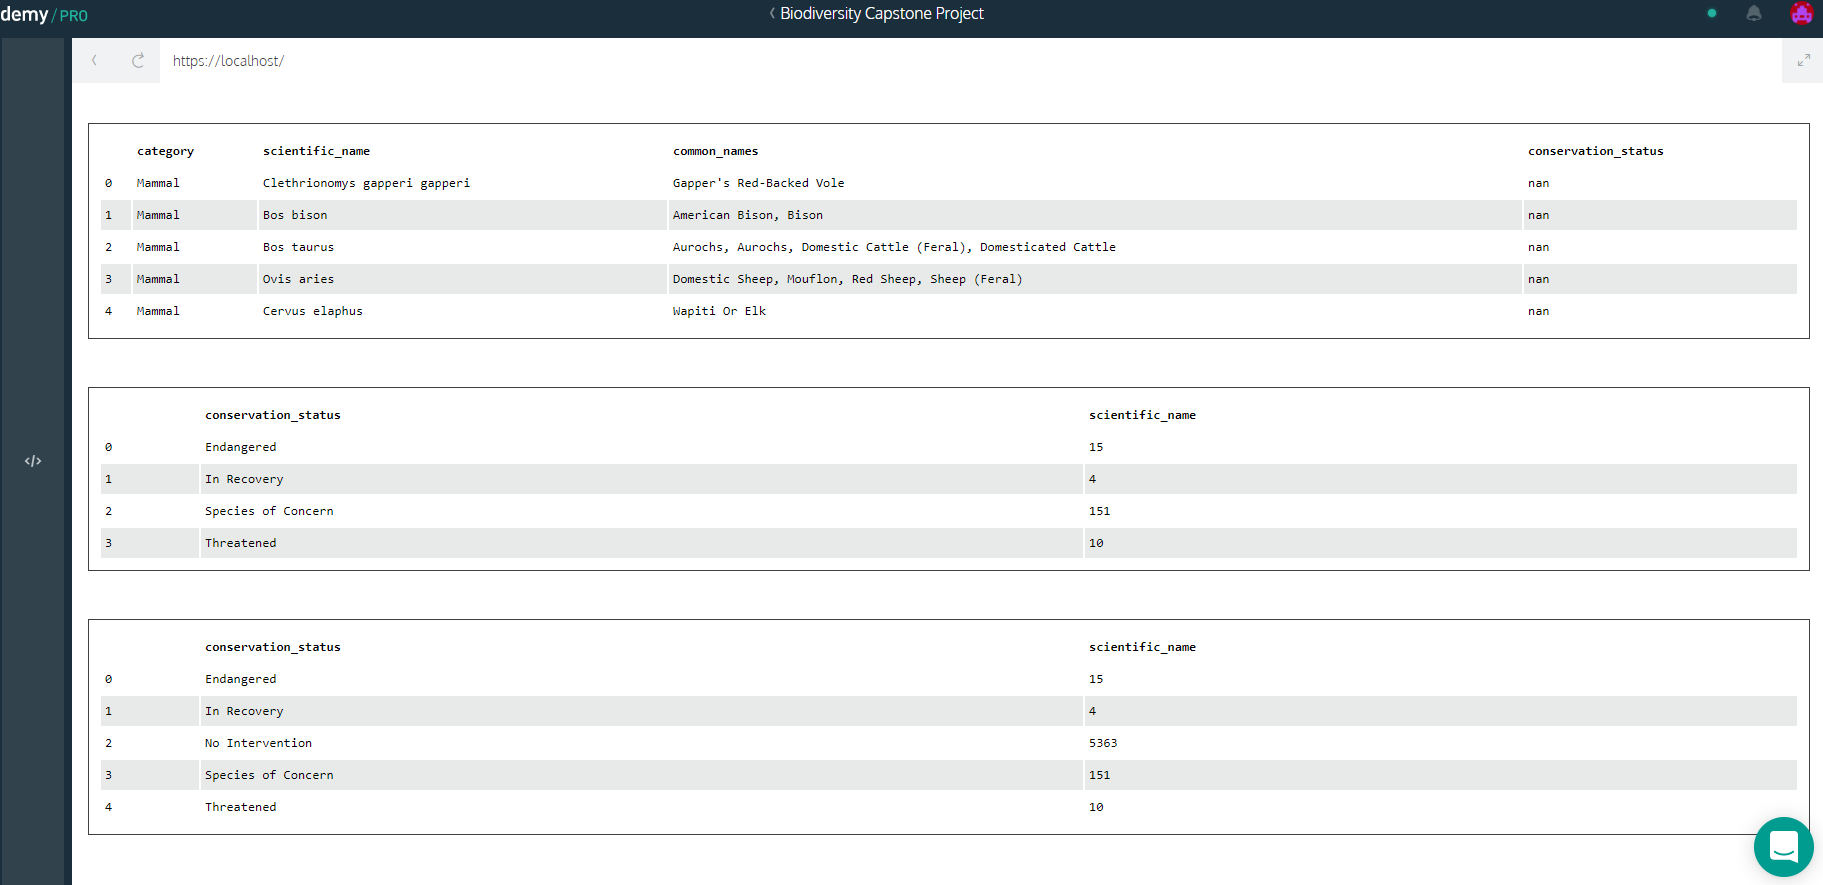 demy/PRO
Biodiversity Capstone Project
https://localhost/
category scientific_name common_names conservation_status
0 Mammal Clethrionomys gapperi gapperi Gapper's Red-Backed Vole nan
1 Mammal Bos bison American Bison, Bison nan
2 Mammal Bos taurus Aurochs, Aurochs, Domestic Cattle (Feral), Domesticated Cattle nan
3 Mammal Ovis aries Domestic Sheep, Mouflon, Red Sheep, Sheep (Feral) nan
4 Mammal Cervus elaphus Wapiti Or Elk nan
conservation_status scientific_name
0 Endangered 15
1 In Recovery 4
2 Species of Concern 151
3 Threatened 10
conservation_status scientific_name
0 Endangered 15
1 In Recovery 4
2 No Intervention 5363
3 Species of Concern 151
4 Threatened 10